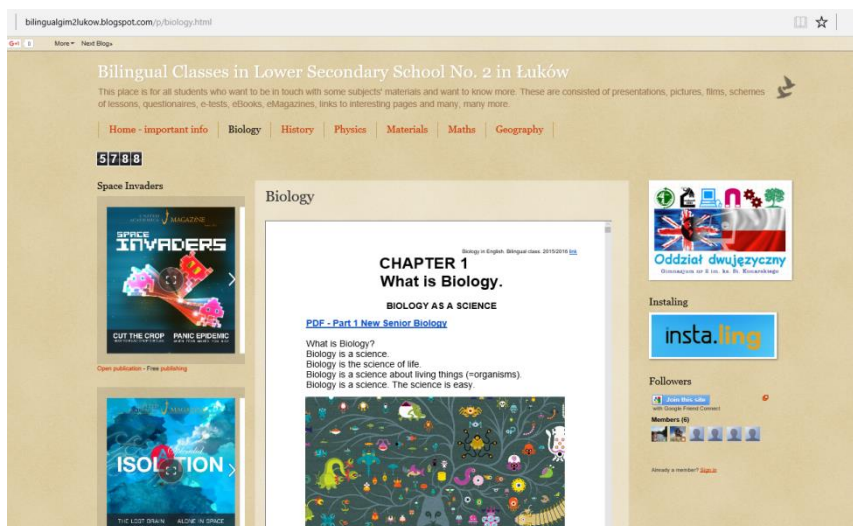 bilingualgim2lukow.blogspot.com/p/biology.html
More Next Blog»
Bilingual Classes in Lower Secondary School No. 2 in Łuków
This place is for all students who want to be in touch with some subjects' materials and want to know more. These are consisted of presentations, pictures, films, schemes
of lessons, questionaires, e-tests, eBooks, eMagazines, links to interesting pages and many, many more.
Home - important info Biology History Physics Materials Maths Geography
5788
Space Invaders
MAGAZINE
SPACE
INVADERS
CUT THE CROP PANIC EPIDEMIC
Open publication - Free publishing
MAGAZINE
ISOLATION
THE LOST BRAIN ALONE IN SPACE
Biology
Biology in English. Bilingual class. 2015/2016 link
CHAPTER 1
What is Biology.
BIOLOGY AS A SCIENCE
PDF - Part 1 New Senior Biology
What is Biology?
Biology is a science.
Biology is the science of life.
Biology is a science about living things (=organisms).
Biology is a science. The science is easy.
Oddział dwujęzyczny
Instaling
insta.ling
Followers
Join this site
with Google Friend Connect
Members (6)
Already a member? Sign in